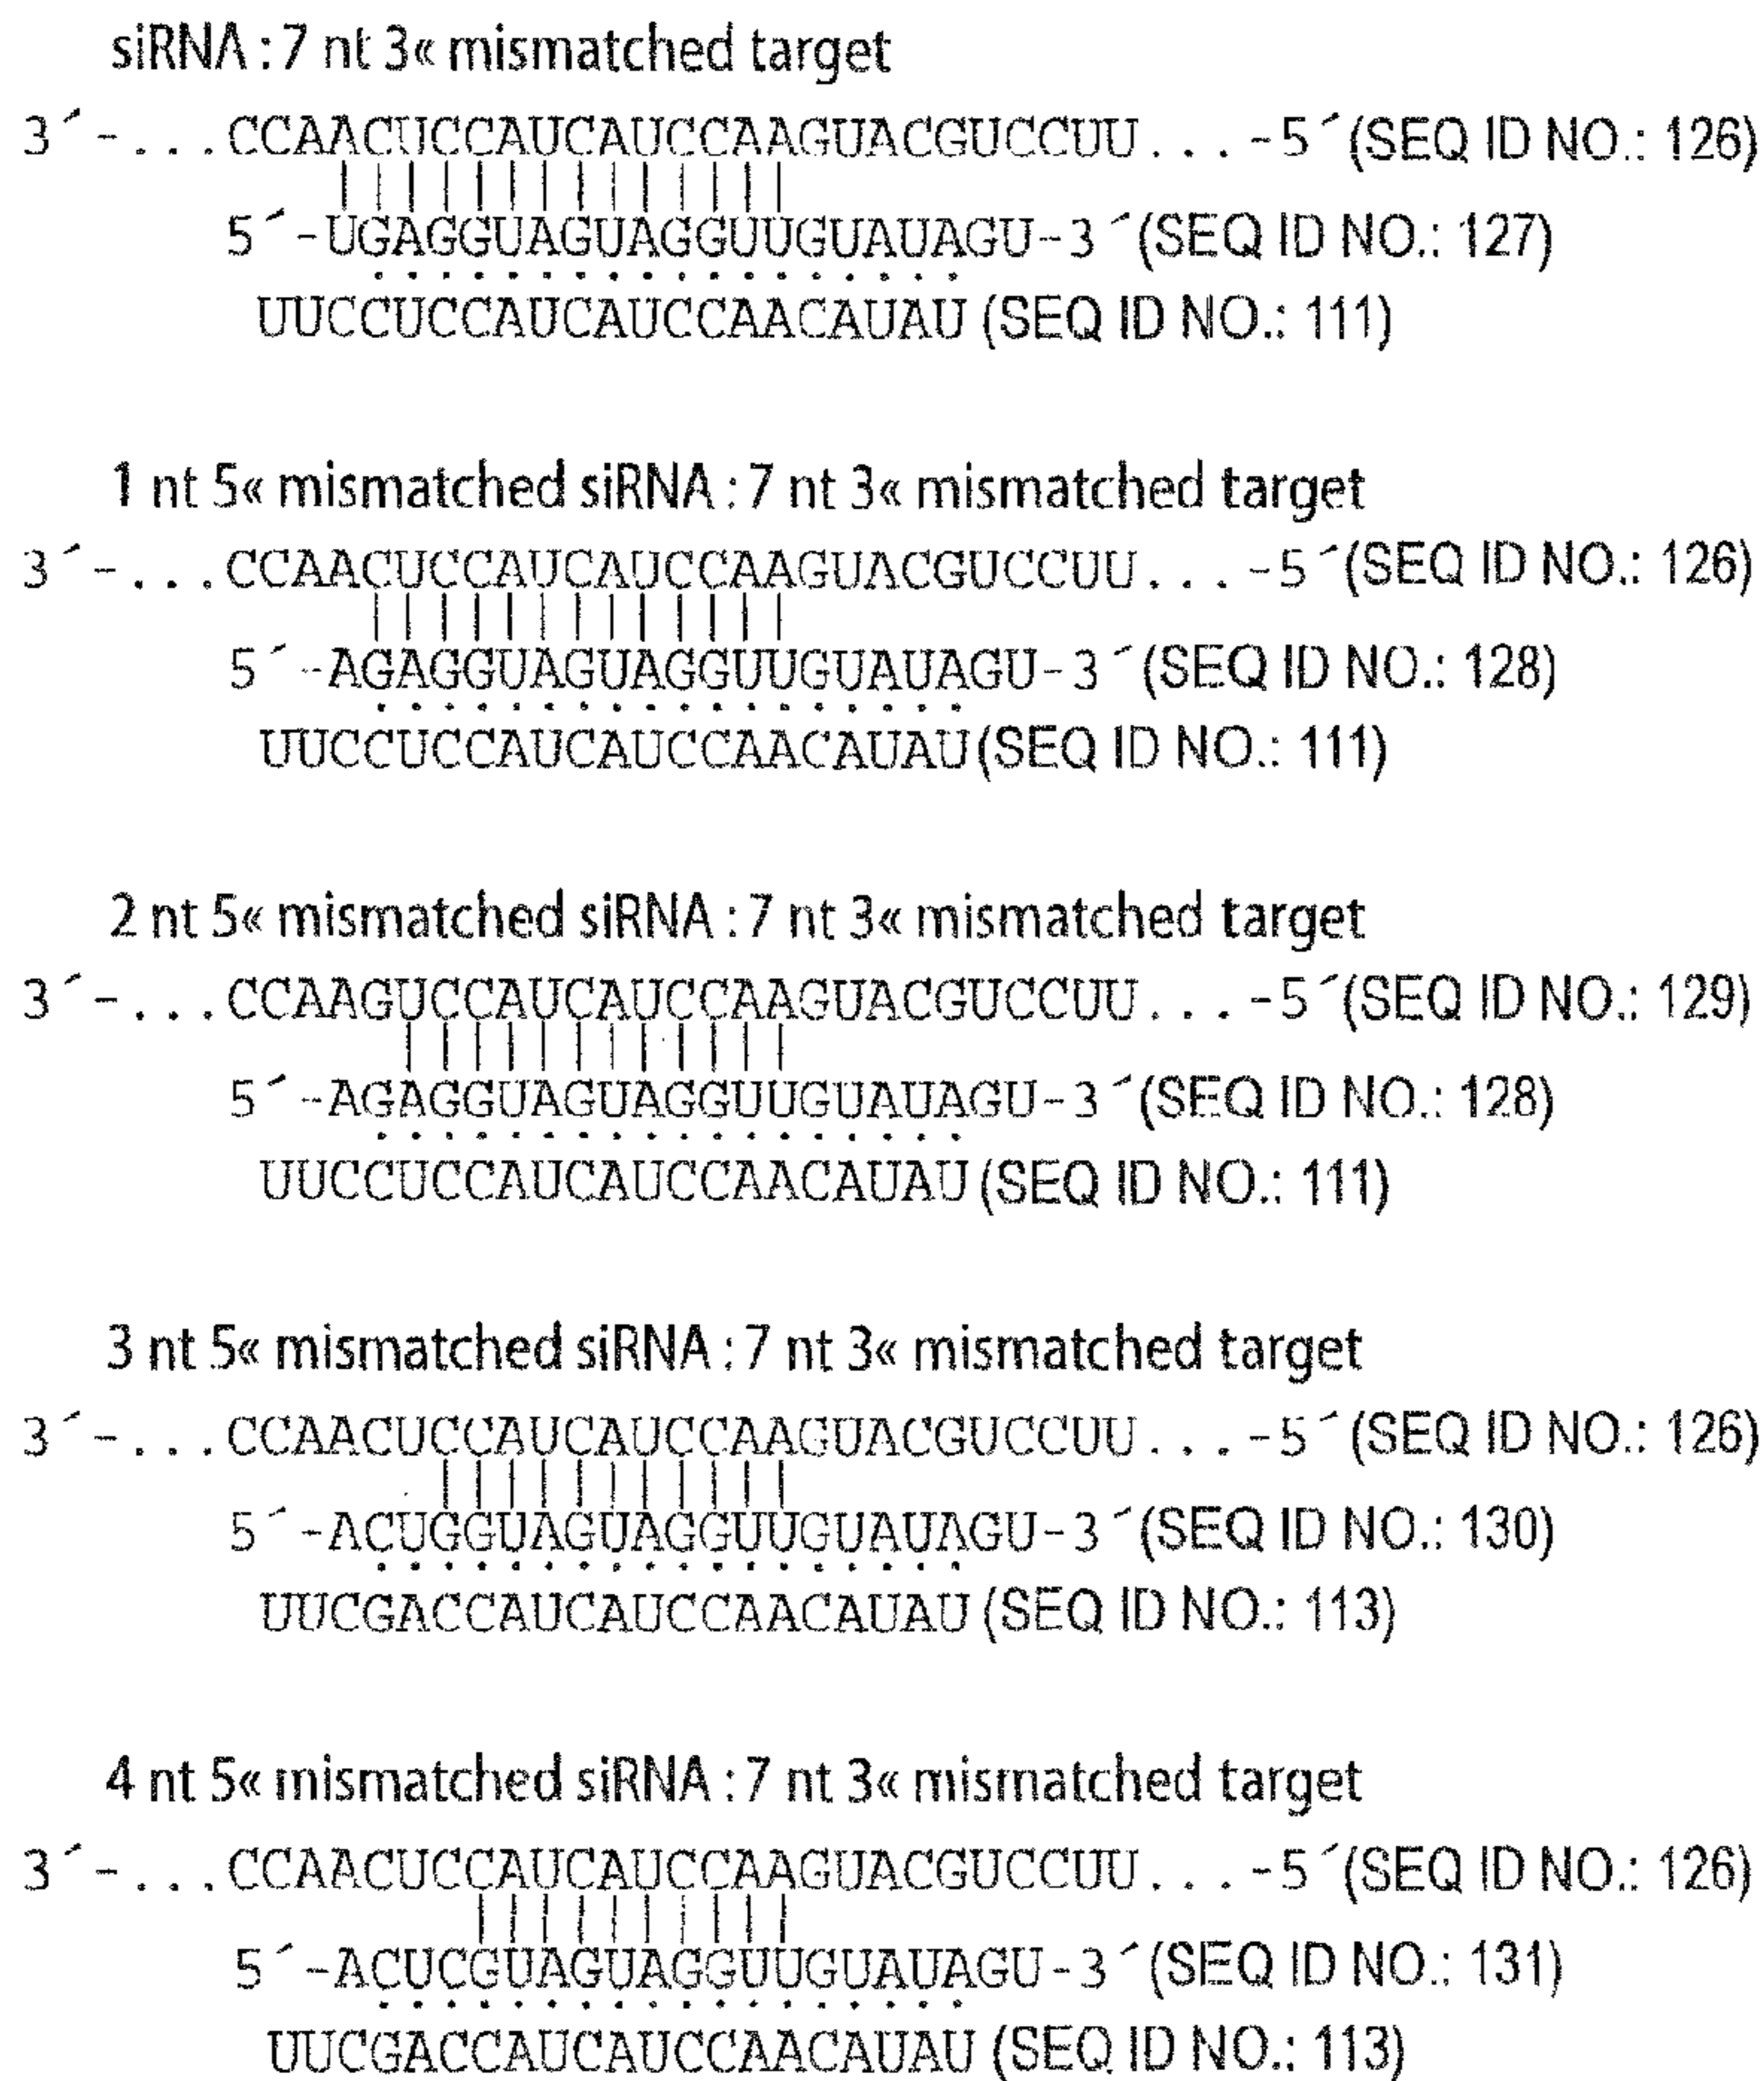 siRNA : 7 nt 3« mismatched target
3´-...CCAACUCCAUCAUCCAAGUACGUCCUU...-5´(SEQ ID NO.: 126)
5´-UGAGGUAGUAGGUUGUAUAGU-3´(SEQ ID NO.: 127)
UUCCUCCAUCAUCCAACAUAU (SEQ ID NO.: 111)
1 nt 5« mismatched siRNA : 7 nt 3« mismatched target
3´-...CCAACUCCAUCAUCCAAGUACGUCCUU...-5´(SEQ ID NO.: 126)
5´-AGAGGUAGUAGGUUGUAUAGU-3´(SEQ ID NO.: 128)
UUCCUCCAUCAUCCAACAUAU(SEQ ID NO.: 111)
2 nt 5« mismatched siRNA : 7 nt 3« mismatched target
3´-...CCAAGUCCAUCAUCCAAGUACGUCCUU...-5´(SEQ ID NO.: 129)
5´-AGAGGUAGUAGGUUGUAUAGU-3´(SEQ ID NO.: 128)
UUCCUCCAUCAUCCAACAUAU(SEQ ID NO.: 111)
3 nt 5« mismatched siRNA : 7 nt 3« mismatched target
3´-...CCAACUCCAUCAUCCAAGUACGUCCUU...-5´(SEQ ID NO.: 126)
5´-ACUGGUAGUAGGUUGUAUAGU-3´(SEQ ID NO.: 130)
UUCGACCAUCAUCCAACAUAU (SEQ ID NO.: 113)
4 nt 5« mismatched siRNA : 7 nt 3« mismatched target
3´-...CCAACUCCAUCAUCCAAGUACGUCCUU...-5´(SEQ ID NO.: 126)
5´-ACUCGUAGUAGGUUGUAUAGU-3´(SEQ ID NO.: 131)
UUCGACCAUCAUCCAACAUAU (SEQ ID NO.: 113)